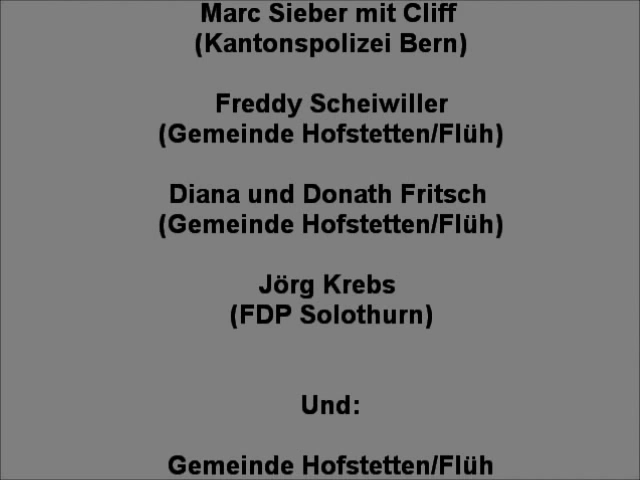 Marc Sieber mit Cliff
(Kantonspolizei Bern)
Freddy Scheiwiller
(Gemeinde Hofstetten/Flüh)
Diana und Donath Fritsch
(Gemeinde Hofstetten/Flüh)
Jörg Krebs
(FDP Solothurn)
Und:
Gemeinde Hofstetten/Flüh